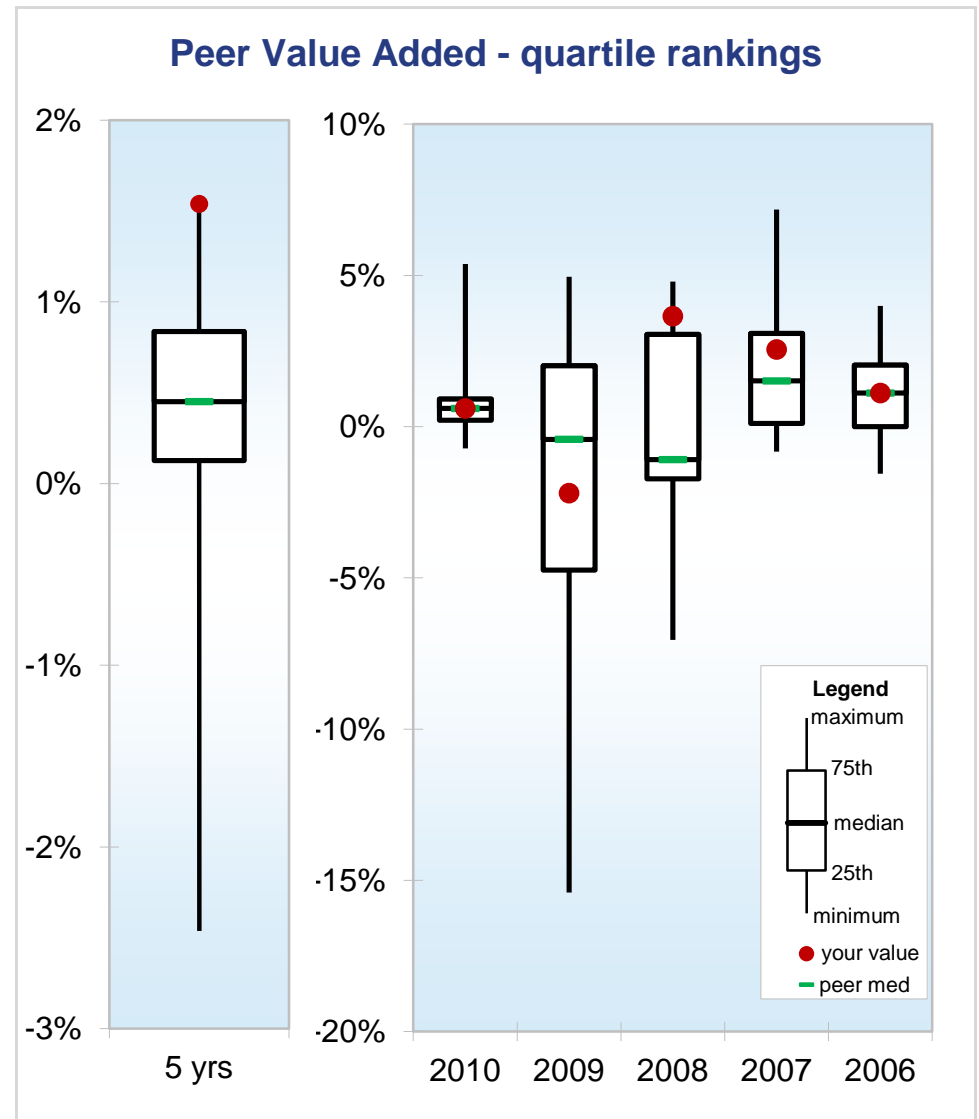 Peer Value Added - quartile rankings
2%
1%
0%
-1%
-2%
-3%
5 yrs
10%
5%
0%
-5%
-10%
-15%
-20%
2010 2009 2008 2007 2006
Legend
maximum
75th
median
25th
minimum
your value
peer med